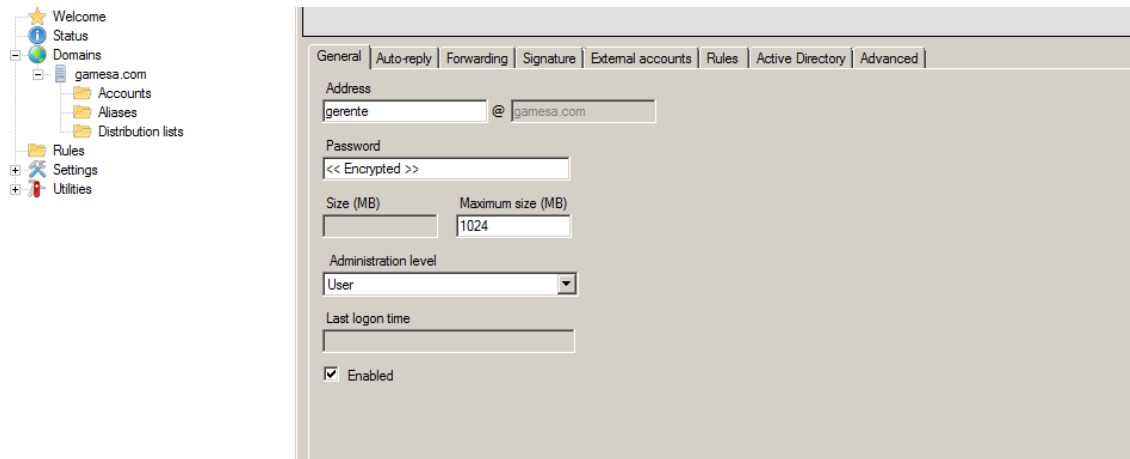 Welcome
Status
Domains
gamesa.com
Accounts
Aliases
Distribution lists
Rules
Settings
Utilities
General Auto-reply Forwarding Signature External accounts Rules Active Directory Advanced
Address
gerente @ gamesa.com
Password
<< Encrypted >>
Size (MB) Maximum size (MB)
1024
Administration level
User
Last logon time
Enabled